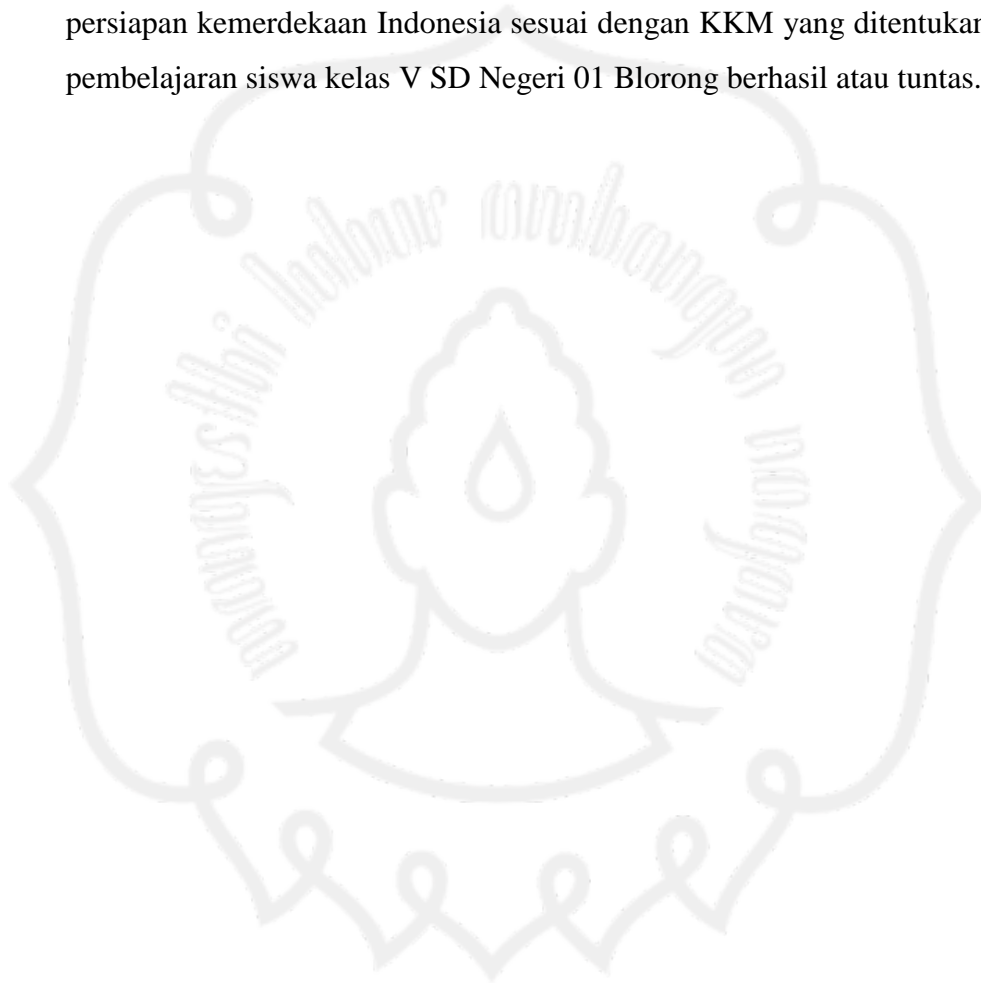 persiapan kemerdekaan Indonesia sesuai dengan KKM yang ditentukan
pembelajaran siswa kelas V SD Negeri 01 Blorong berhasil atau tuntas.